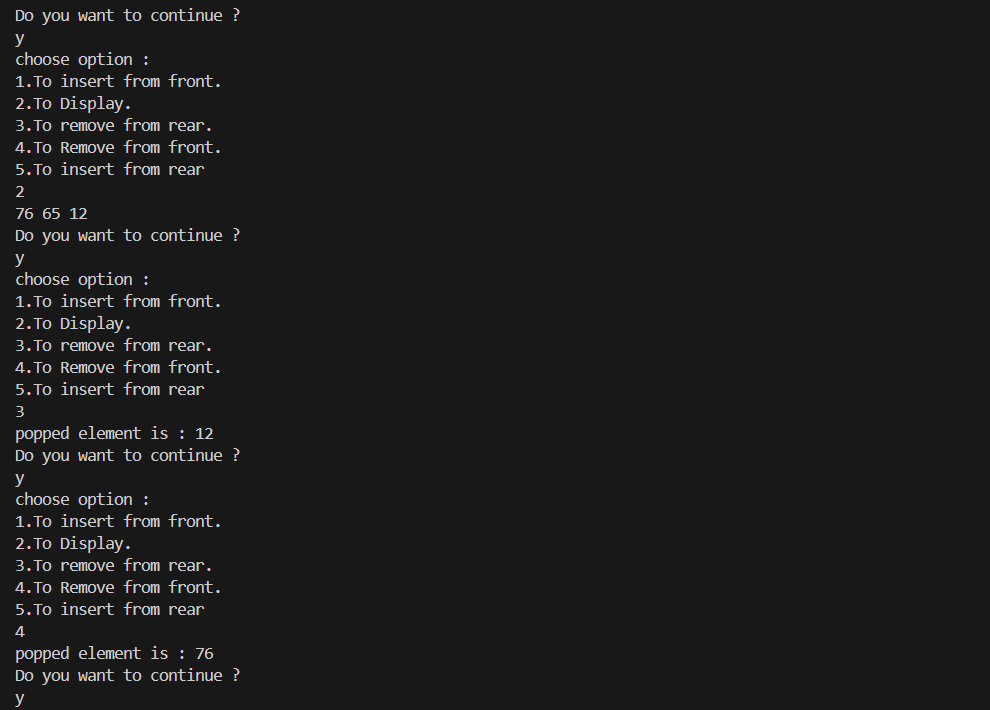 Do you want to continue ?
y
choose option :
1.To insert from front.
2.To Display.
3.To remove from rear.
4.To Remove from front.
5.To insert from rear
2
76 65 12
Do you want to continue ?
y
choose option :
1.To insert from front.
2.To Display.
3.To remove from rear.
4.To Remove from front.
5.To insert from rear
3
popped element is : 12
Do you want to continue ?
y
choose option :
1.To insert from front.
2.To Display.
3.To remove from rear.
4.To Remove from front.
5.To insert from rear
4
popped element is : 76
Do you want to continue ?
y